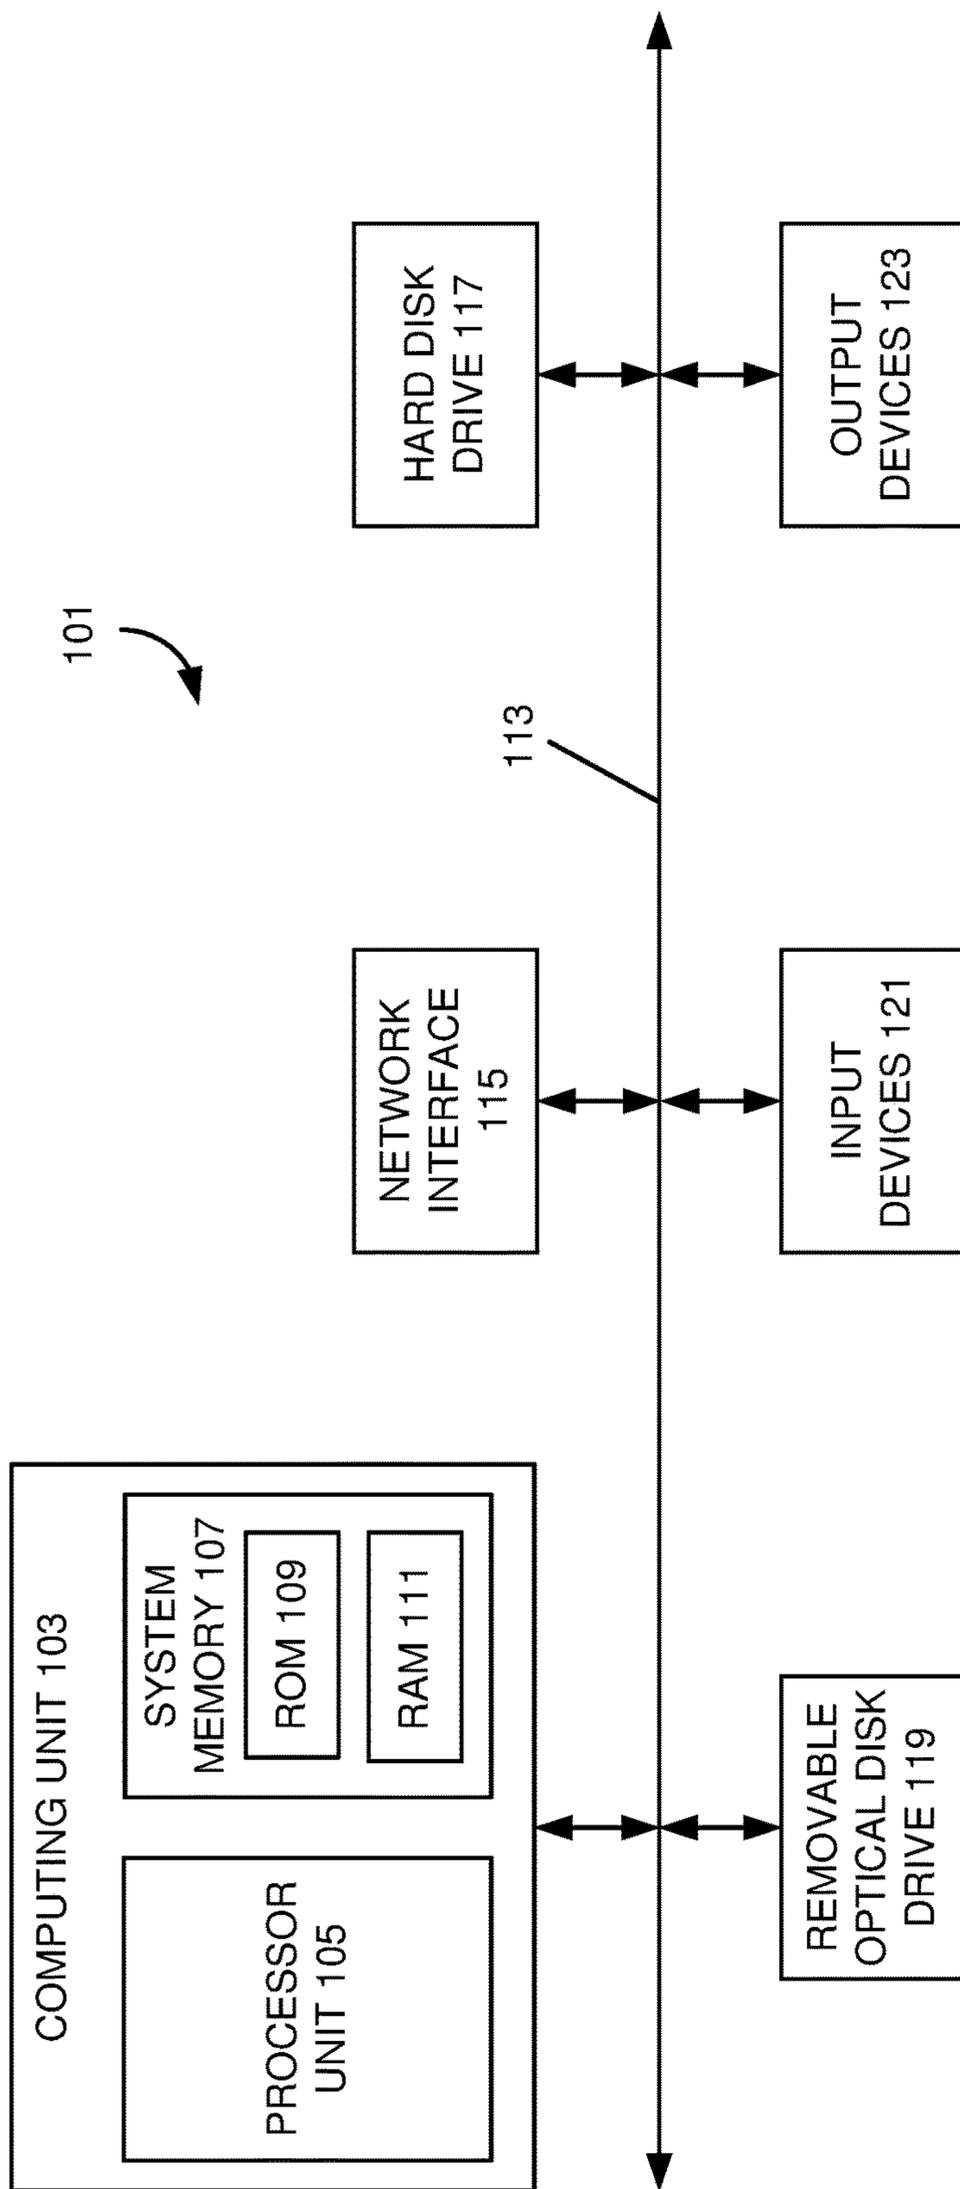 101
COMPUTING UNIT 103
PROCESSOR
UNIT 105
SYSTEM
MEMORY 107
ROM 109
RAM 111
NETWORK
INTERFACE
115
HARD DISK
DRIVE 117
113
REMOVABLE
OPTICAL DISK
DRIVE 119
INPUT
DEVICES 121
OUTPUT
DEVICES 123